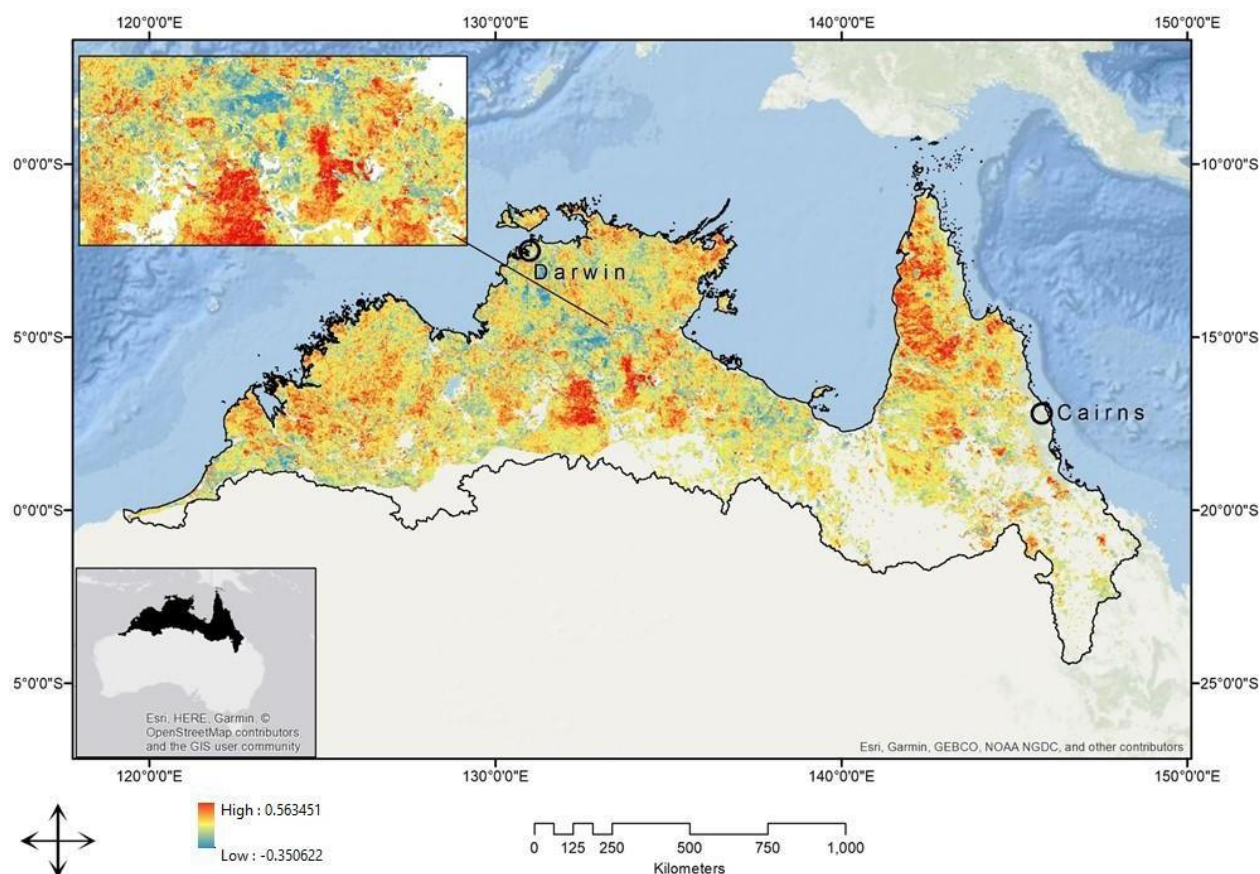 120°0'0"E 130°0'0"E 140°0'0"E 150°0'0"E
0°0'0"S 10°0'0"S
Darwin
5°0'0"S 15°0'0"S
Cairns
0°0'0"S 20°0'0"S
5°0'0"S 25°0'0"S
Esri, HERE, Garmin, ©
OpenStreetMap contributors
and the GIS user community
Esri, Garmin, GEBCO, NOAA NGDC, and other contributors
120°0'0"E 130°0'0"E 140°0'0"E 150°0'0"E
High : 0.563451
Low : -0.350622
0 125 250 500 750 1,000
Kilometers